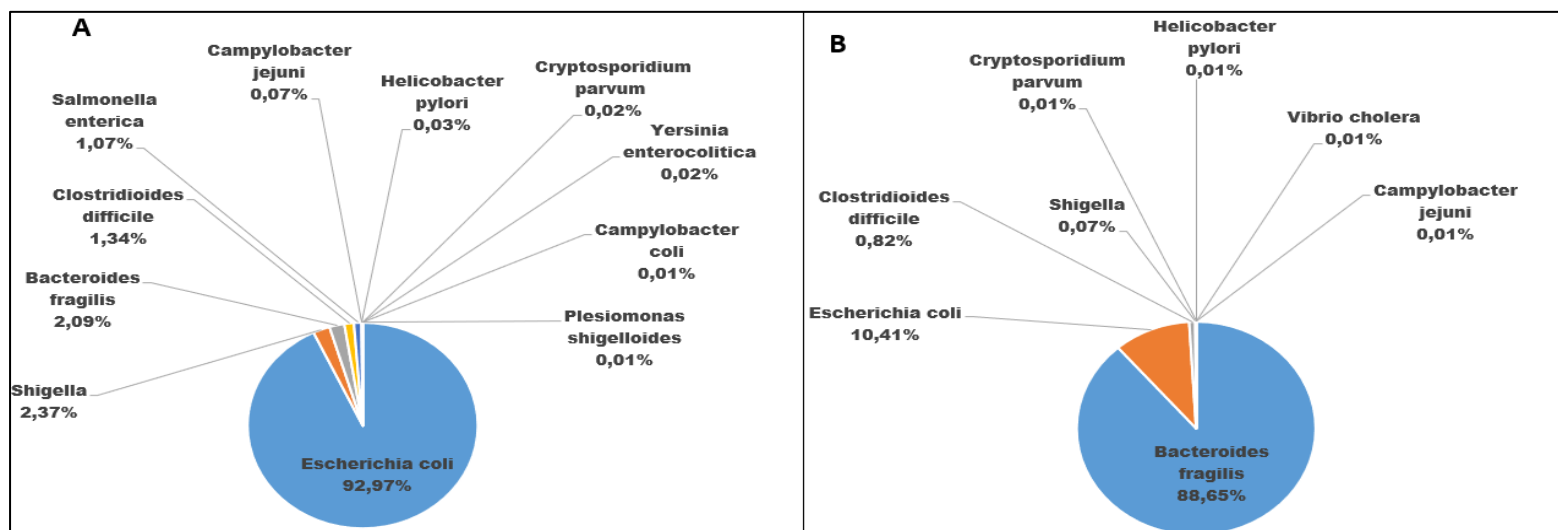 A
Campylobacter
jejuni
0,07%
Helicobacter
pylori
0,03%
Cryptosporidium
parvum
0,02%
Salmonella
enterica
1,07%
Yersinia
enterocolitica
0,02%
Clostridioides
difficile
1,34%
Campylobacter
coli
0,01%
Bacteroides
fragilis
2,09%
Plesiomonas
shigelloides
0,01%
Shigella
2,37%
Escherichia coli
92,97%
B
Helicobacter
pylori
0,01%
Cryptosporidium
parvum
0,01%
Vibrio cholera
0,01%
Clostridioides
difficile
0,82%
Shigella
0,07%
Campylobacter
jejuni
0,01%
Escherichia coli
10,41%
Bacteroides
fragilis
88,65%